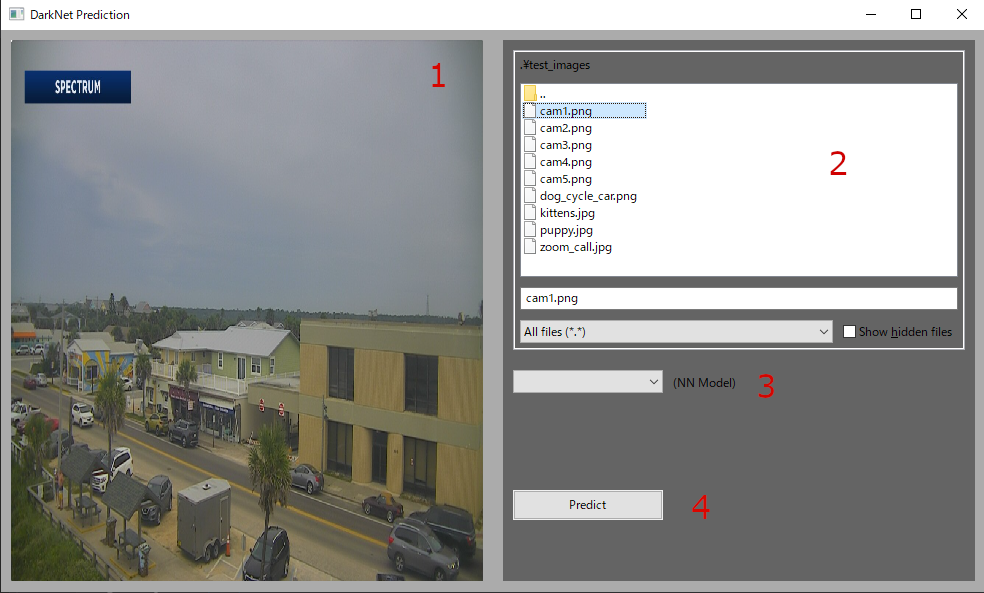 DarkNet Prediction
1
SPECTRUM
.¥test_images
..
cam1.png
cam2.png
cam3.png
cam4.png
cam5.png
dog_cycle_car.png
kittens.jpg
puppy.jpg
zoom_call.jpg
2
cam1.png
All files (*.*)
Show hidden files
(NN Model)
3
Predict
4